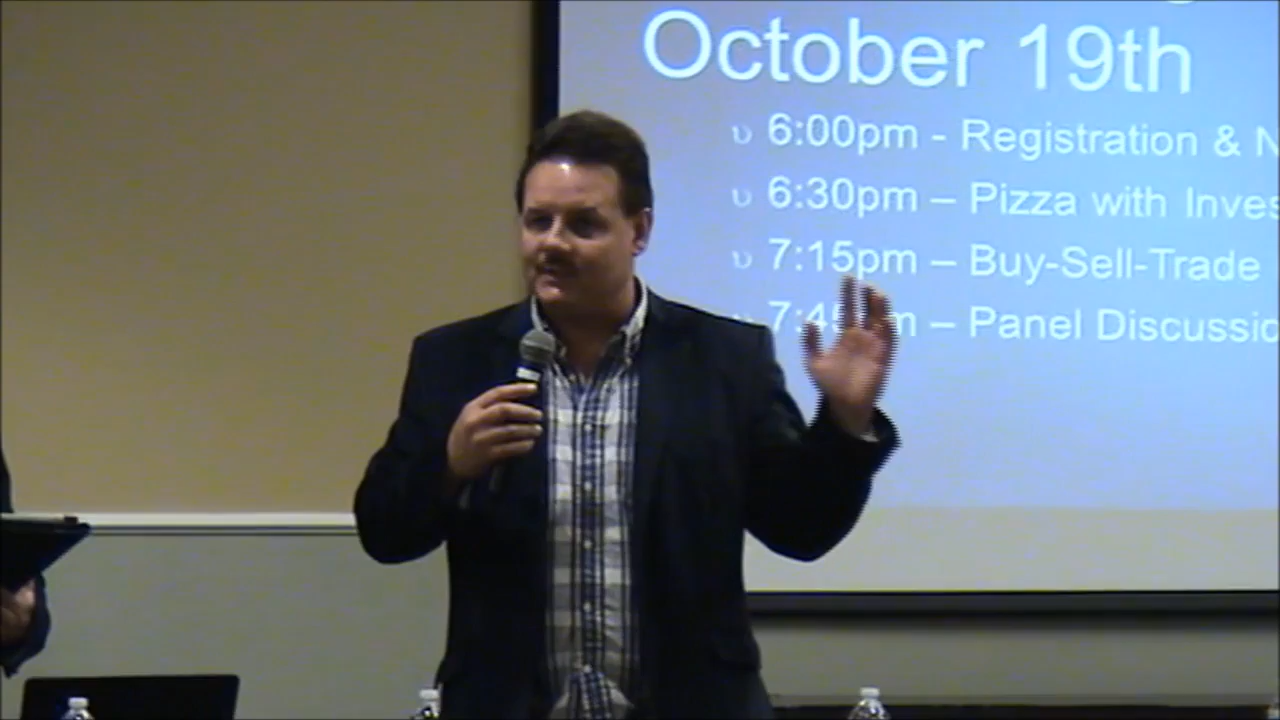 October 19th
6:00pm - Registration &
6:30pm – Pizza with
7:15pm – Buy-Sell-Trade
– Panel